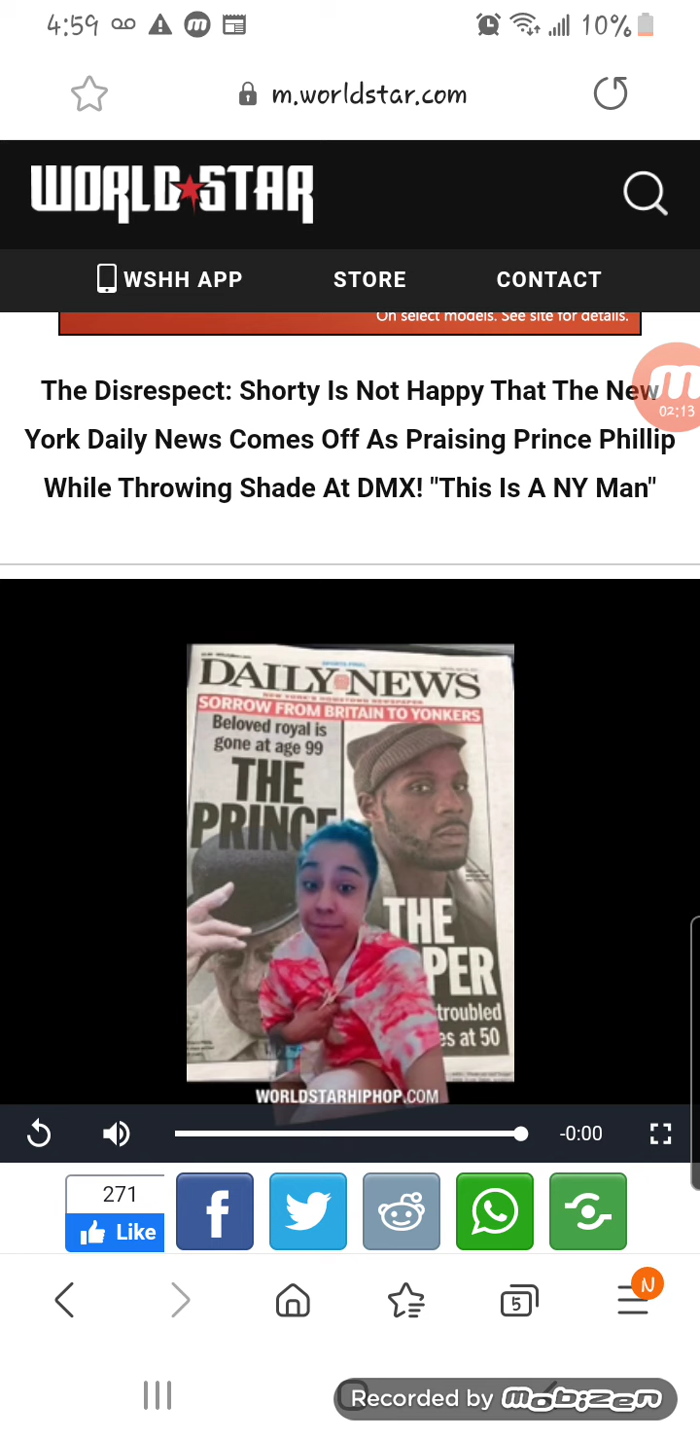 4:59
10%
m.worldstar.com
WORLD STAR
WSHH APP STORE CONTACT
On select models. See site for details.
m
02:13
The Disrespect: Shorty Is Not Happy That The New
York Daily News Comes Off As Praising Prince Phillip
While Throwing Shade At DMX! "This Is A NY Man"
DAILY NEWS
SORROW FROM BRITAIN TO YONKERS
Beloved royal is
gone at age 99
THE
PRINCE
THE
PER
troubled
es at 50
WORLDSTARHIPHOP.COM
-0:00
271
Like
5
N
Recorded by mobizen